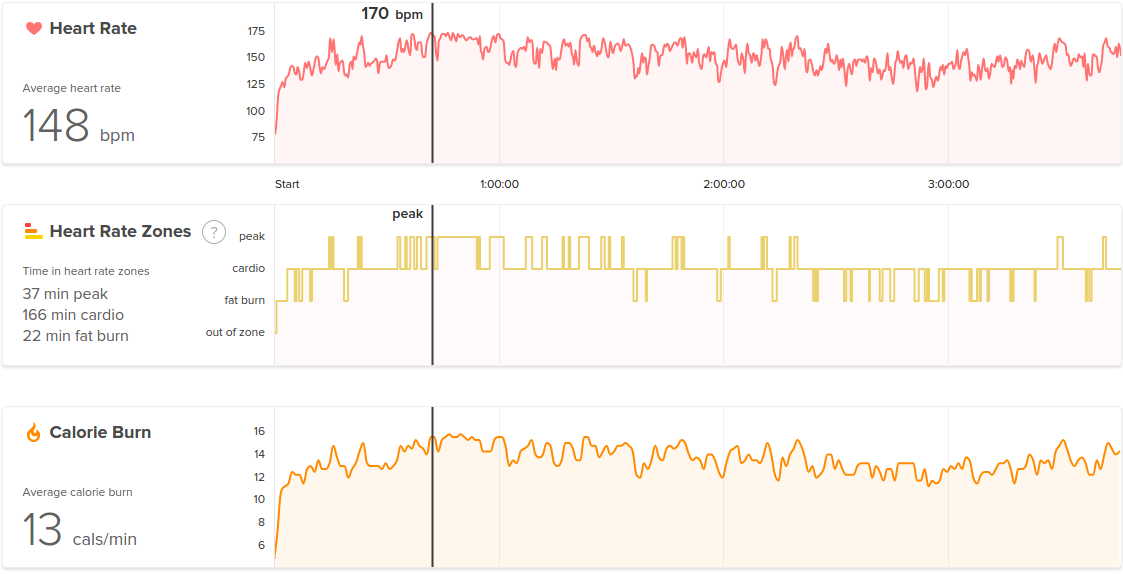 170 bpm
Heart Rate
175
150
125
100
75
Average heart rate
148 bpm
Start
1:00:00
2:00:00
3:00:00
peak
Heart Rate Zones ?
peak
cardio
fat burn
out of zone
Time in heart rate zones
37 min peak
166 min cardio
22 min fat burn
Calorie Burn
16
14
12
10
8
6
Average calorie burn
13 cals/min